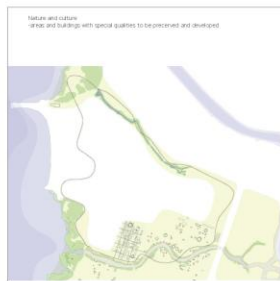 Nature and culture
-areas and buildings with special qualities to be preserved and developed